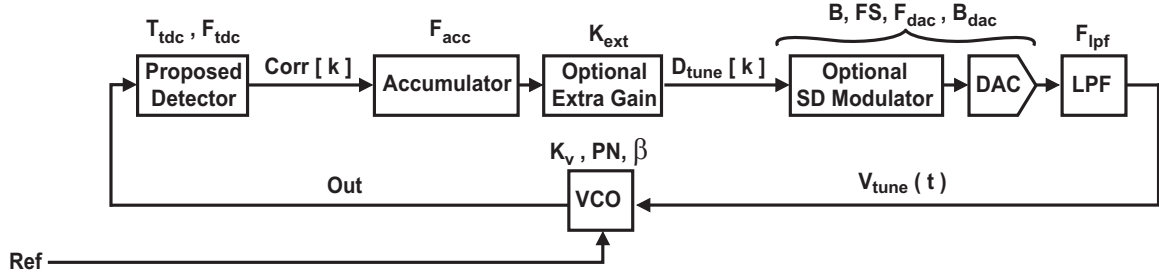 B, FS, F_dac , B_dac
T_tdc , F_tdc
F_acc
K_ext
F_lpf
Proposed
Detector
Corr [ k ]
Accumulator
Optional
Extra Gain
D_tune [ k ]
Optional
SD Modulator
DAC
LPF
K_v , PN, β
Out
VCO
V_tune ( t )
Ref